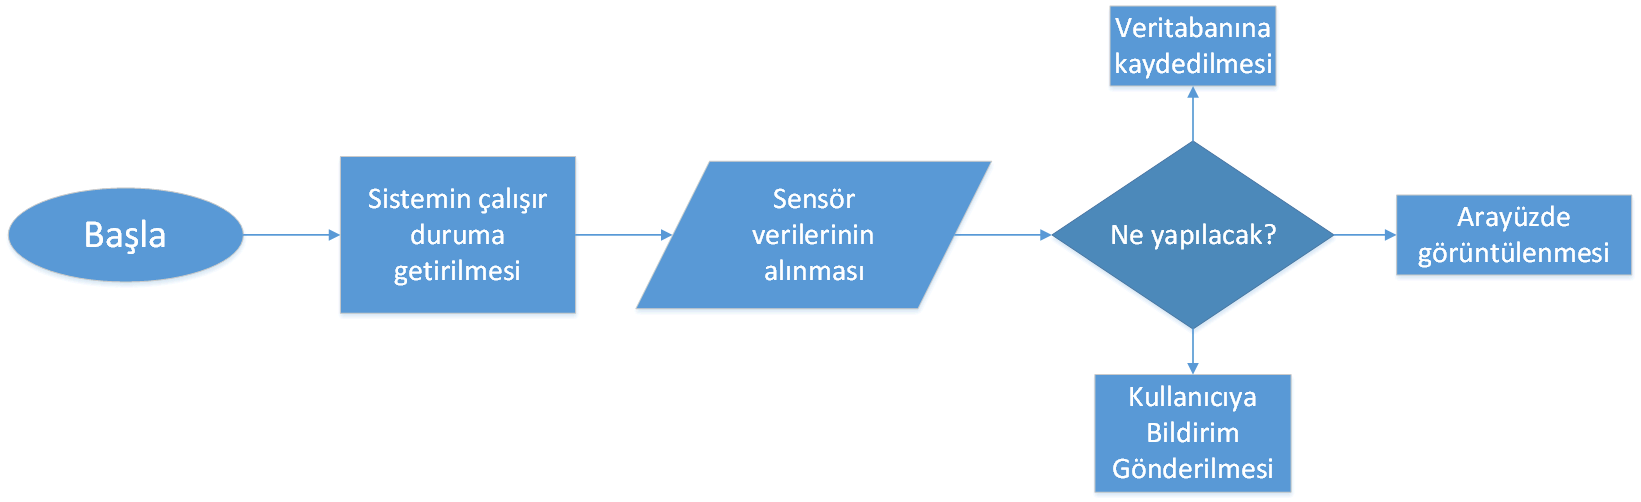 Başla
Sistemin çalışır
duruma
getirilmesi
Sensör
verilerinin
alınması
Ne yapılacak?
Veritabanına
kaydedilmesi
Arayüzde
görüntülenmesi
Kullanıcıya
Bildirim
Gönderilmesi